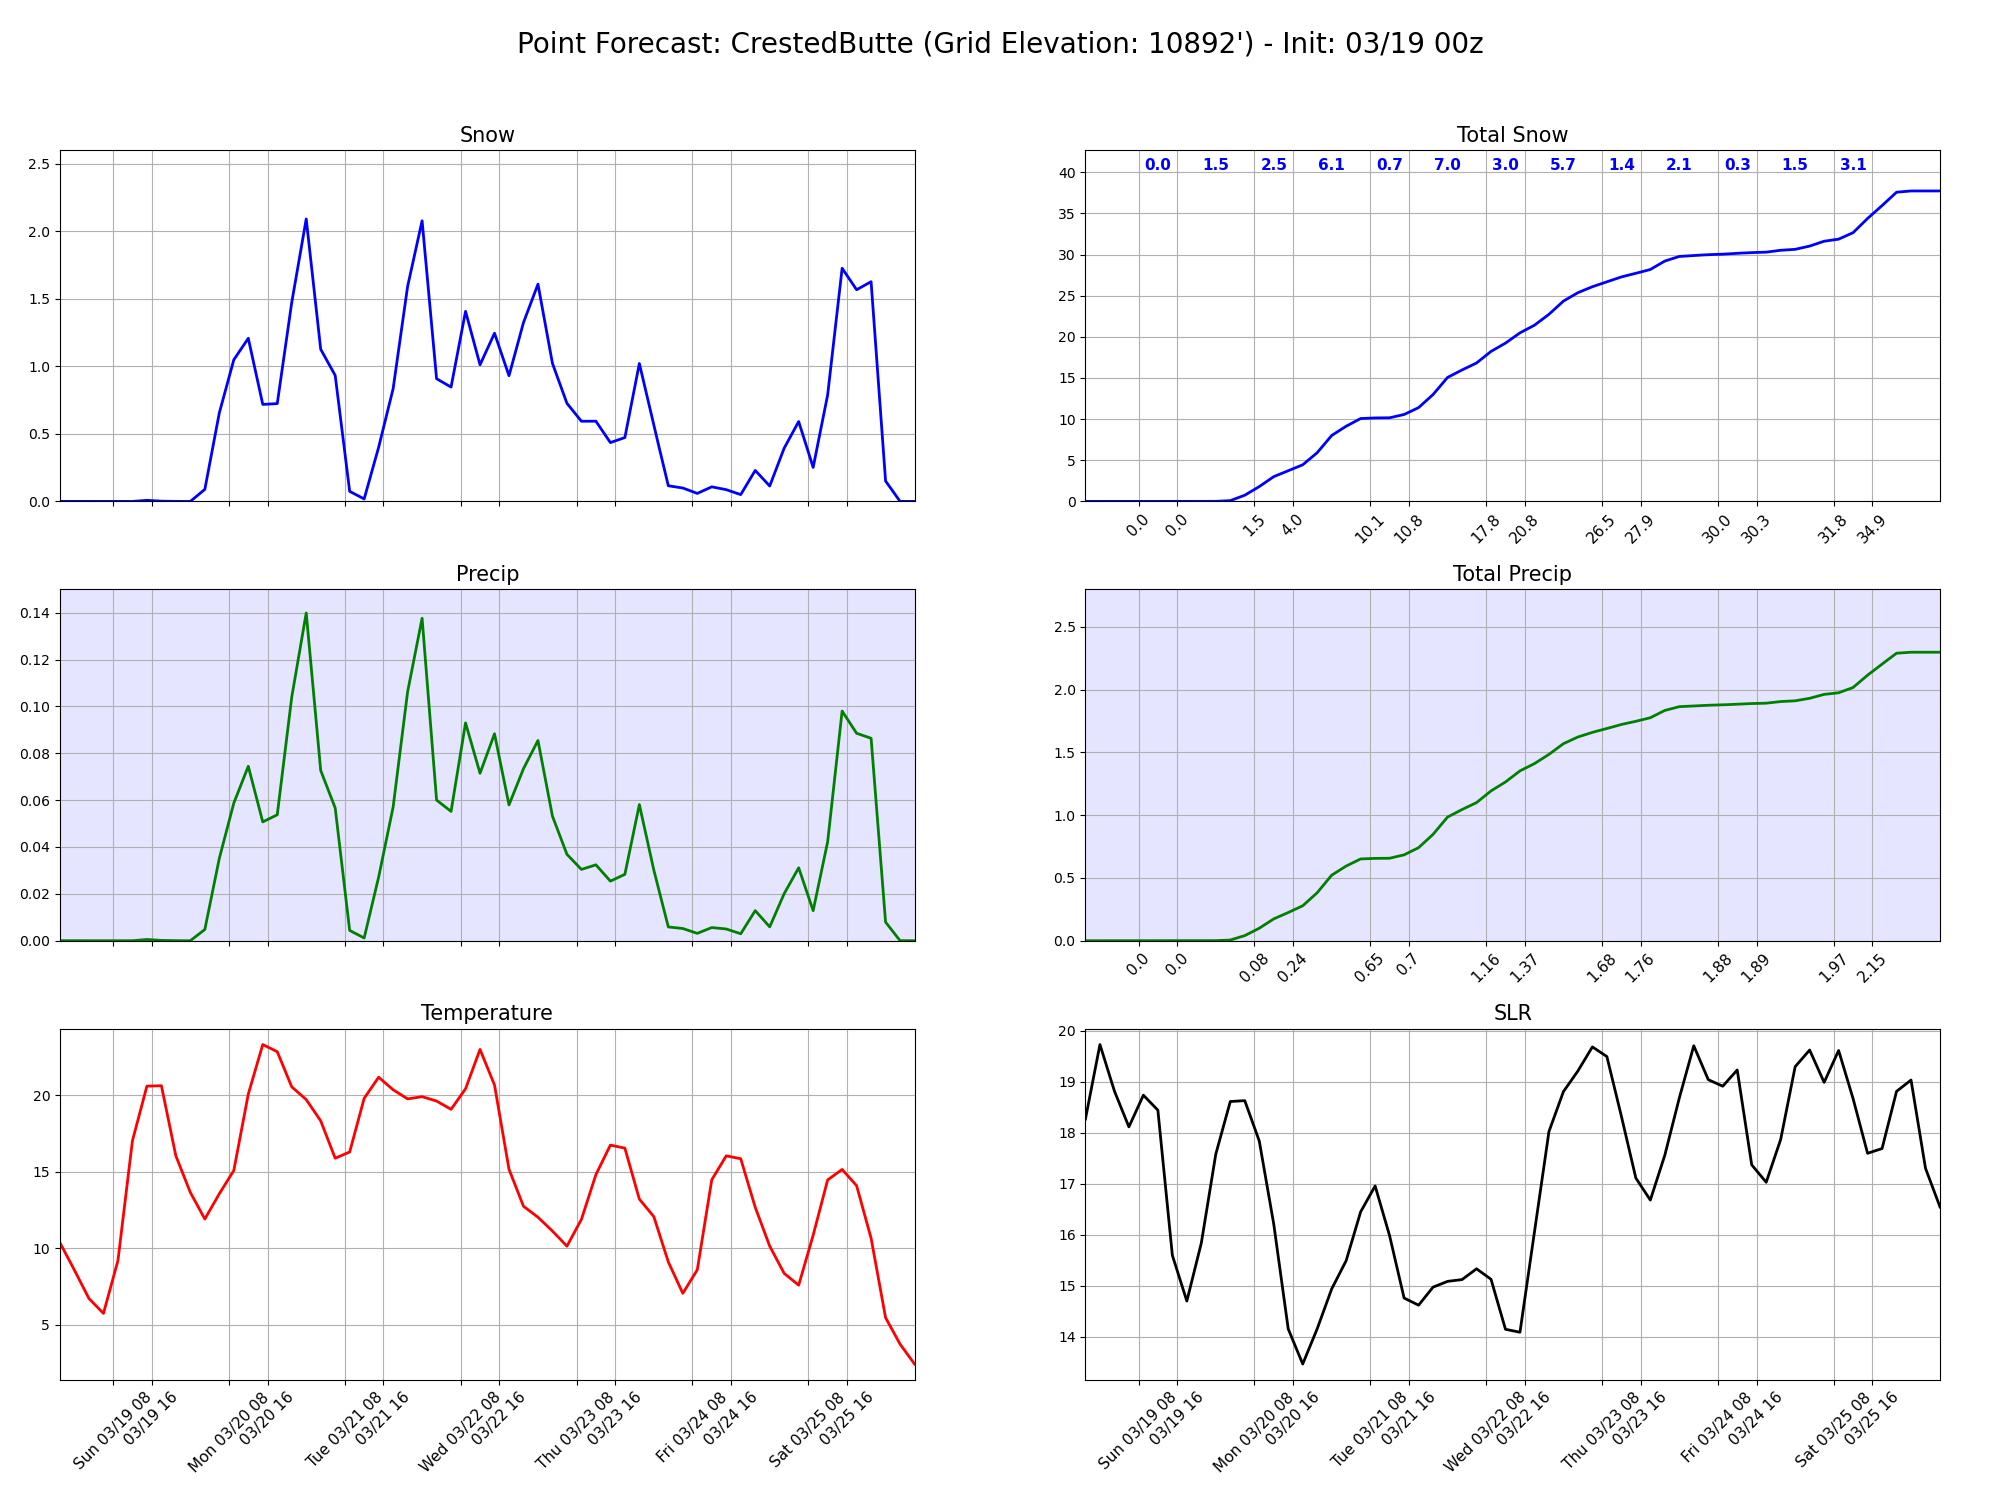 Point Forecast: CrestedButte (Grid Elevation: 10892') - Init: 03/19 00z
Snow
2.5
2.0
1.5
1.0
0.5
0.0
Total Snow
0.0 1.5 2.5 6.1 0.7 7.0 3.0 5.7 1.4 2.1 0.3 1.5 3.1
40
35
30
25
20
15
10
5
0
0.0 0.0 1.5 4.0 10.1 10.8 17.8 20.8 26.5 27.9 30.0 30.3 31.8 34.9
Precip
0.14
0.12
0.10
0.08
0.06
0.04
0.02
0.00
Total Precip
2.5
2.0
1.5
1.0
0.5
0.0
0.0 0.0 0.08 0.24 0.65 0.7 1.16 1.37 1.68 1.76 1.88 1.89 1.97 2.15
Temperature
20
15
10
5
Sun 03/19 08
03/19 16
Mon 03/20 08
03/20 16
Tue 03/21 08
03/21 16
Wed 03/22 08
03/22 16
Thu 03/23 08
03/23 16
Fri 03/24 08
03/24 16
Sat 03/25 08
03/25 16
SLR
20
19
18
17
16
15
14
Sun 03/19 08
03/19 16
Mon 03/20 08
03/20 16
Tue 03/21 08
03/21 16
Wed 03/22 08
03/22 16
Thu 03/23 08
03/23 16
Fri 03/24 08
03/24 16
Sat 03/25 08
03/25 16